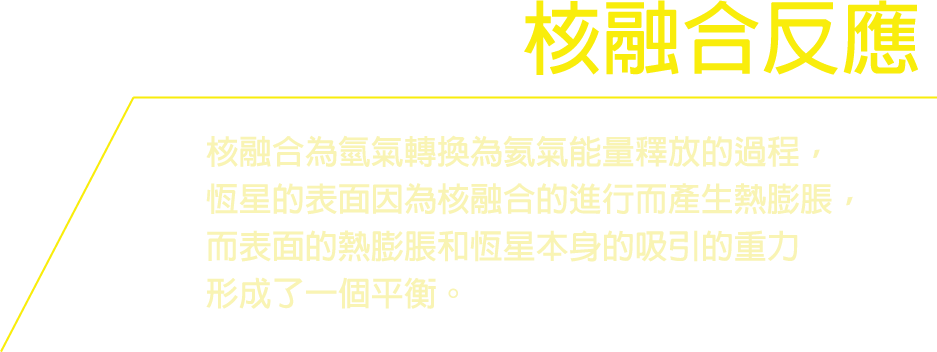 核融合反應
核融合為氫氣轉換為氦氣能量釋放的過程，
恆星的表面因為核融合的進行而產生熱膨脹，
而表面的熱膨脹和恆星本身的吸引的重力
形成了一個平衡。